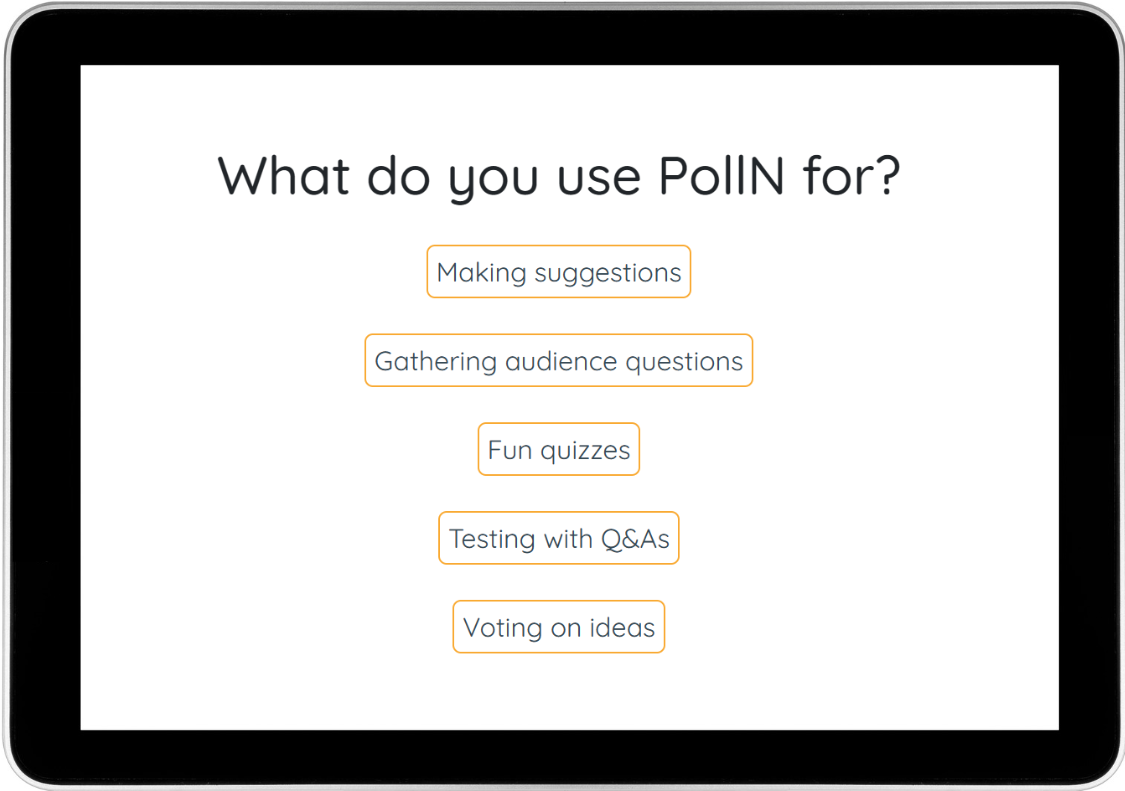 What do you use PollN for?
Making suggestions
Gathering audience questions
Fun quizzes
Testing with Q&As
Voting on ideas